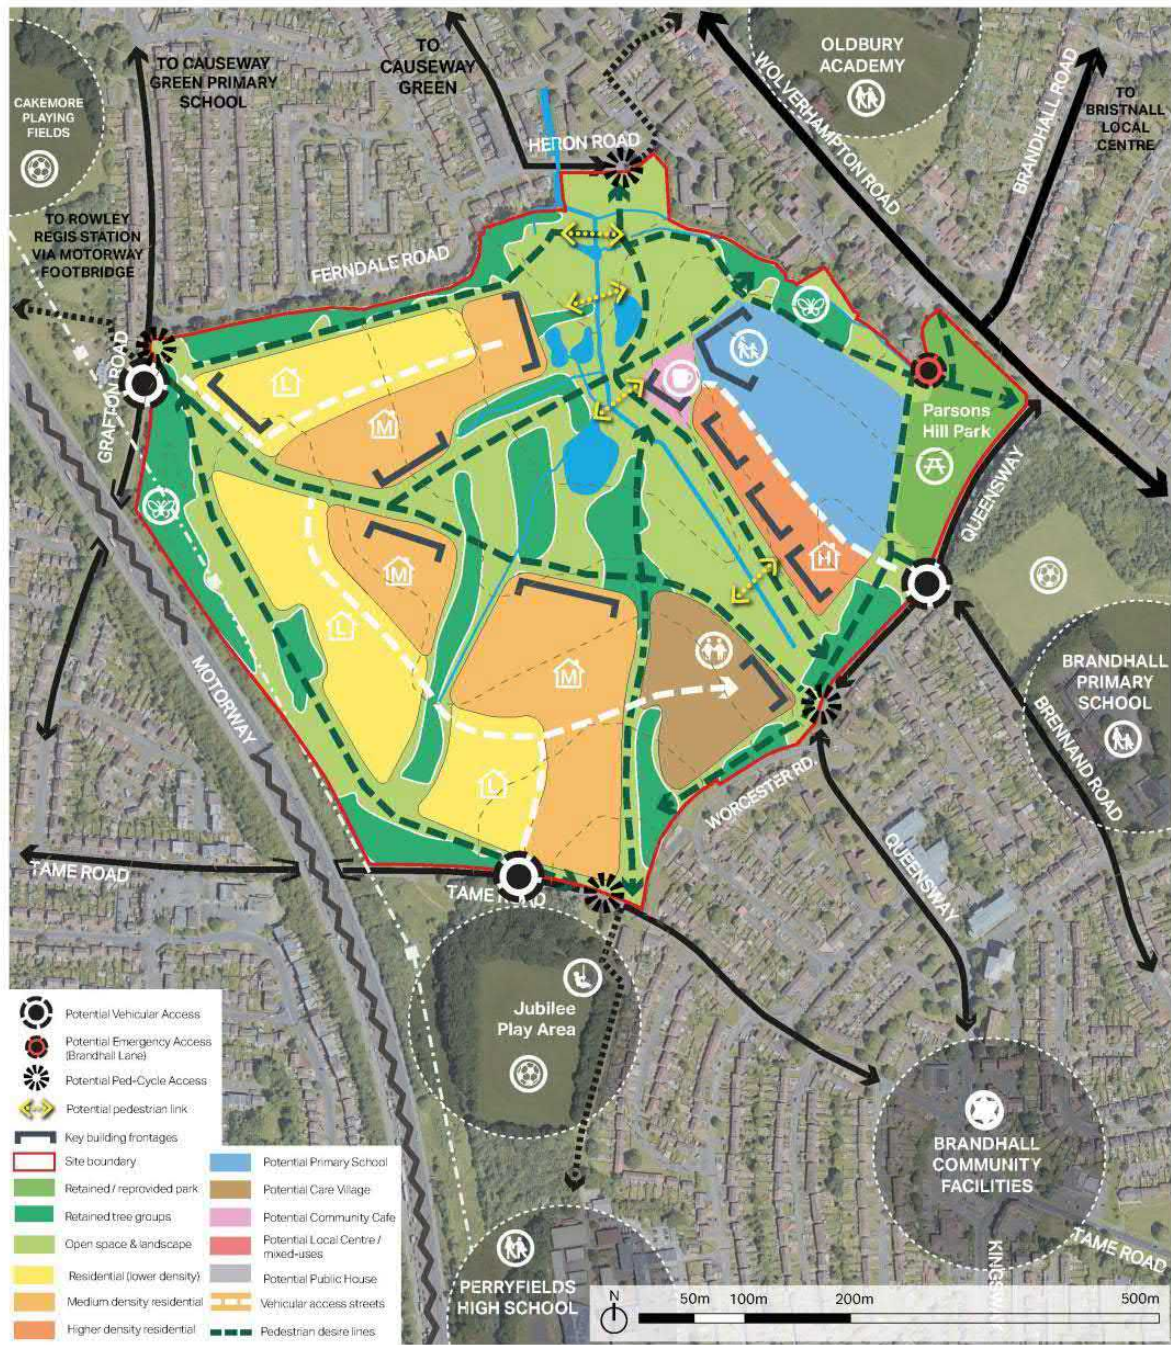 TO CAUSEWAY
GREEN PRIMARY
SCHOOL
TO
CAUSEWAY
GREEN
OLDBURY
ACADEMY
WOLVERHAMPTON ROAD
BRANDHALL ROAD
TO
BRISTNALL
LOCAL
CENTRE
CAKEMORE
PLAYING
FIELDS
HERON ROAD
TO ROWLEY
REGIS STATION
VIA MOTORWAY
FOOTBRIDGE
FERNDALE ROAD
GRAFTON ROAD
L
M
Parsons
Hill Park
QUEENSWAY
M
H
L
M
BRANDHALL
PRIMARY
SCHOOL
BRENNAND ROAD
MOTORWAY
L
WORCESTER RD.
QUEENSWAY
TAME ROAD
TAME ROAD
Jubilee
Play Area
BRANDHALL
COMMUNITY
FACILITIES
TAME ROAD
PERRYFIELDS
HIGH SCHOOL
Potential Vehicular Access
Potential Emergency Access
(Brandhall Lane)
Potential Ped-Cycle Access
Potential pedestrian link
Key building frontages
Site boundary
Retained / reprovided park
Retained tree groups
Open space & landscape
Residential (lower density)
Medium density residential
Higher density residential
Potential Primary School
Potential Care Village
Potential Community Cafe
Potential Local Centre /
mixed-uses
Potential Public House
Vehicular access streets
Pedestrian desire lines
N
50m 100m 200m 500m